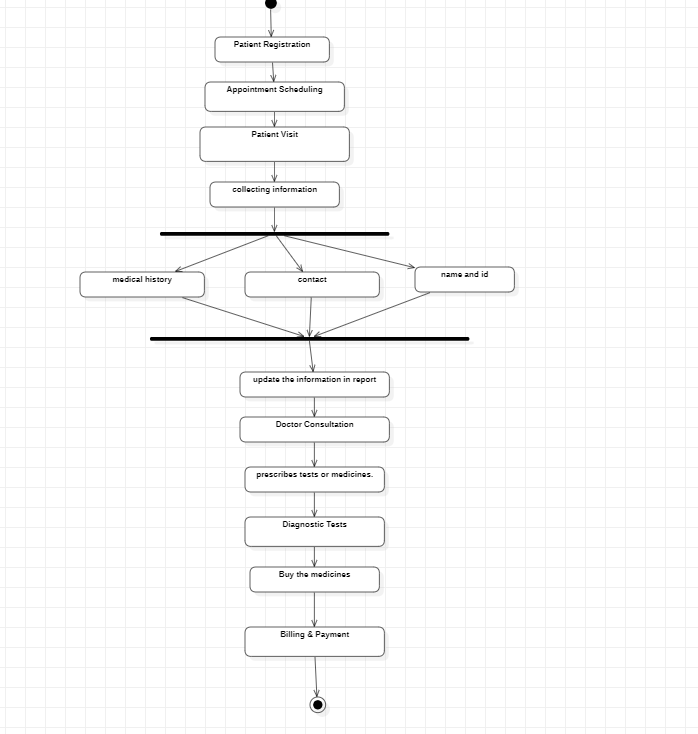 Patient Registration
Appointment Scheduling
Patient Visit
collecting information
medical history
contact
name and id
update the information in report
Doctor Consultation
prescribes tests or medicines.
Diagnostic Tests
Buy the medicines
Billing & Payment